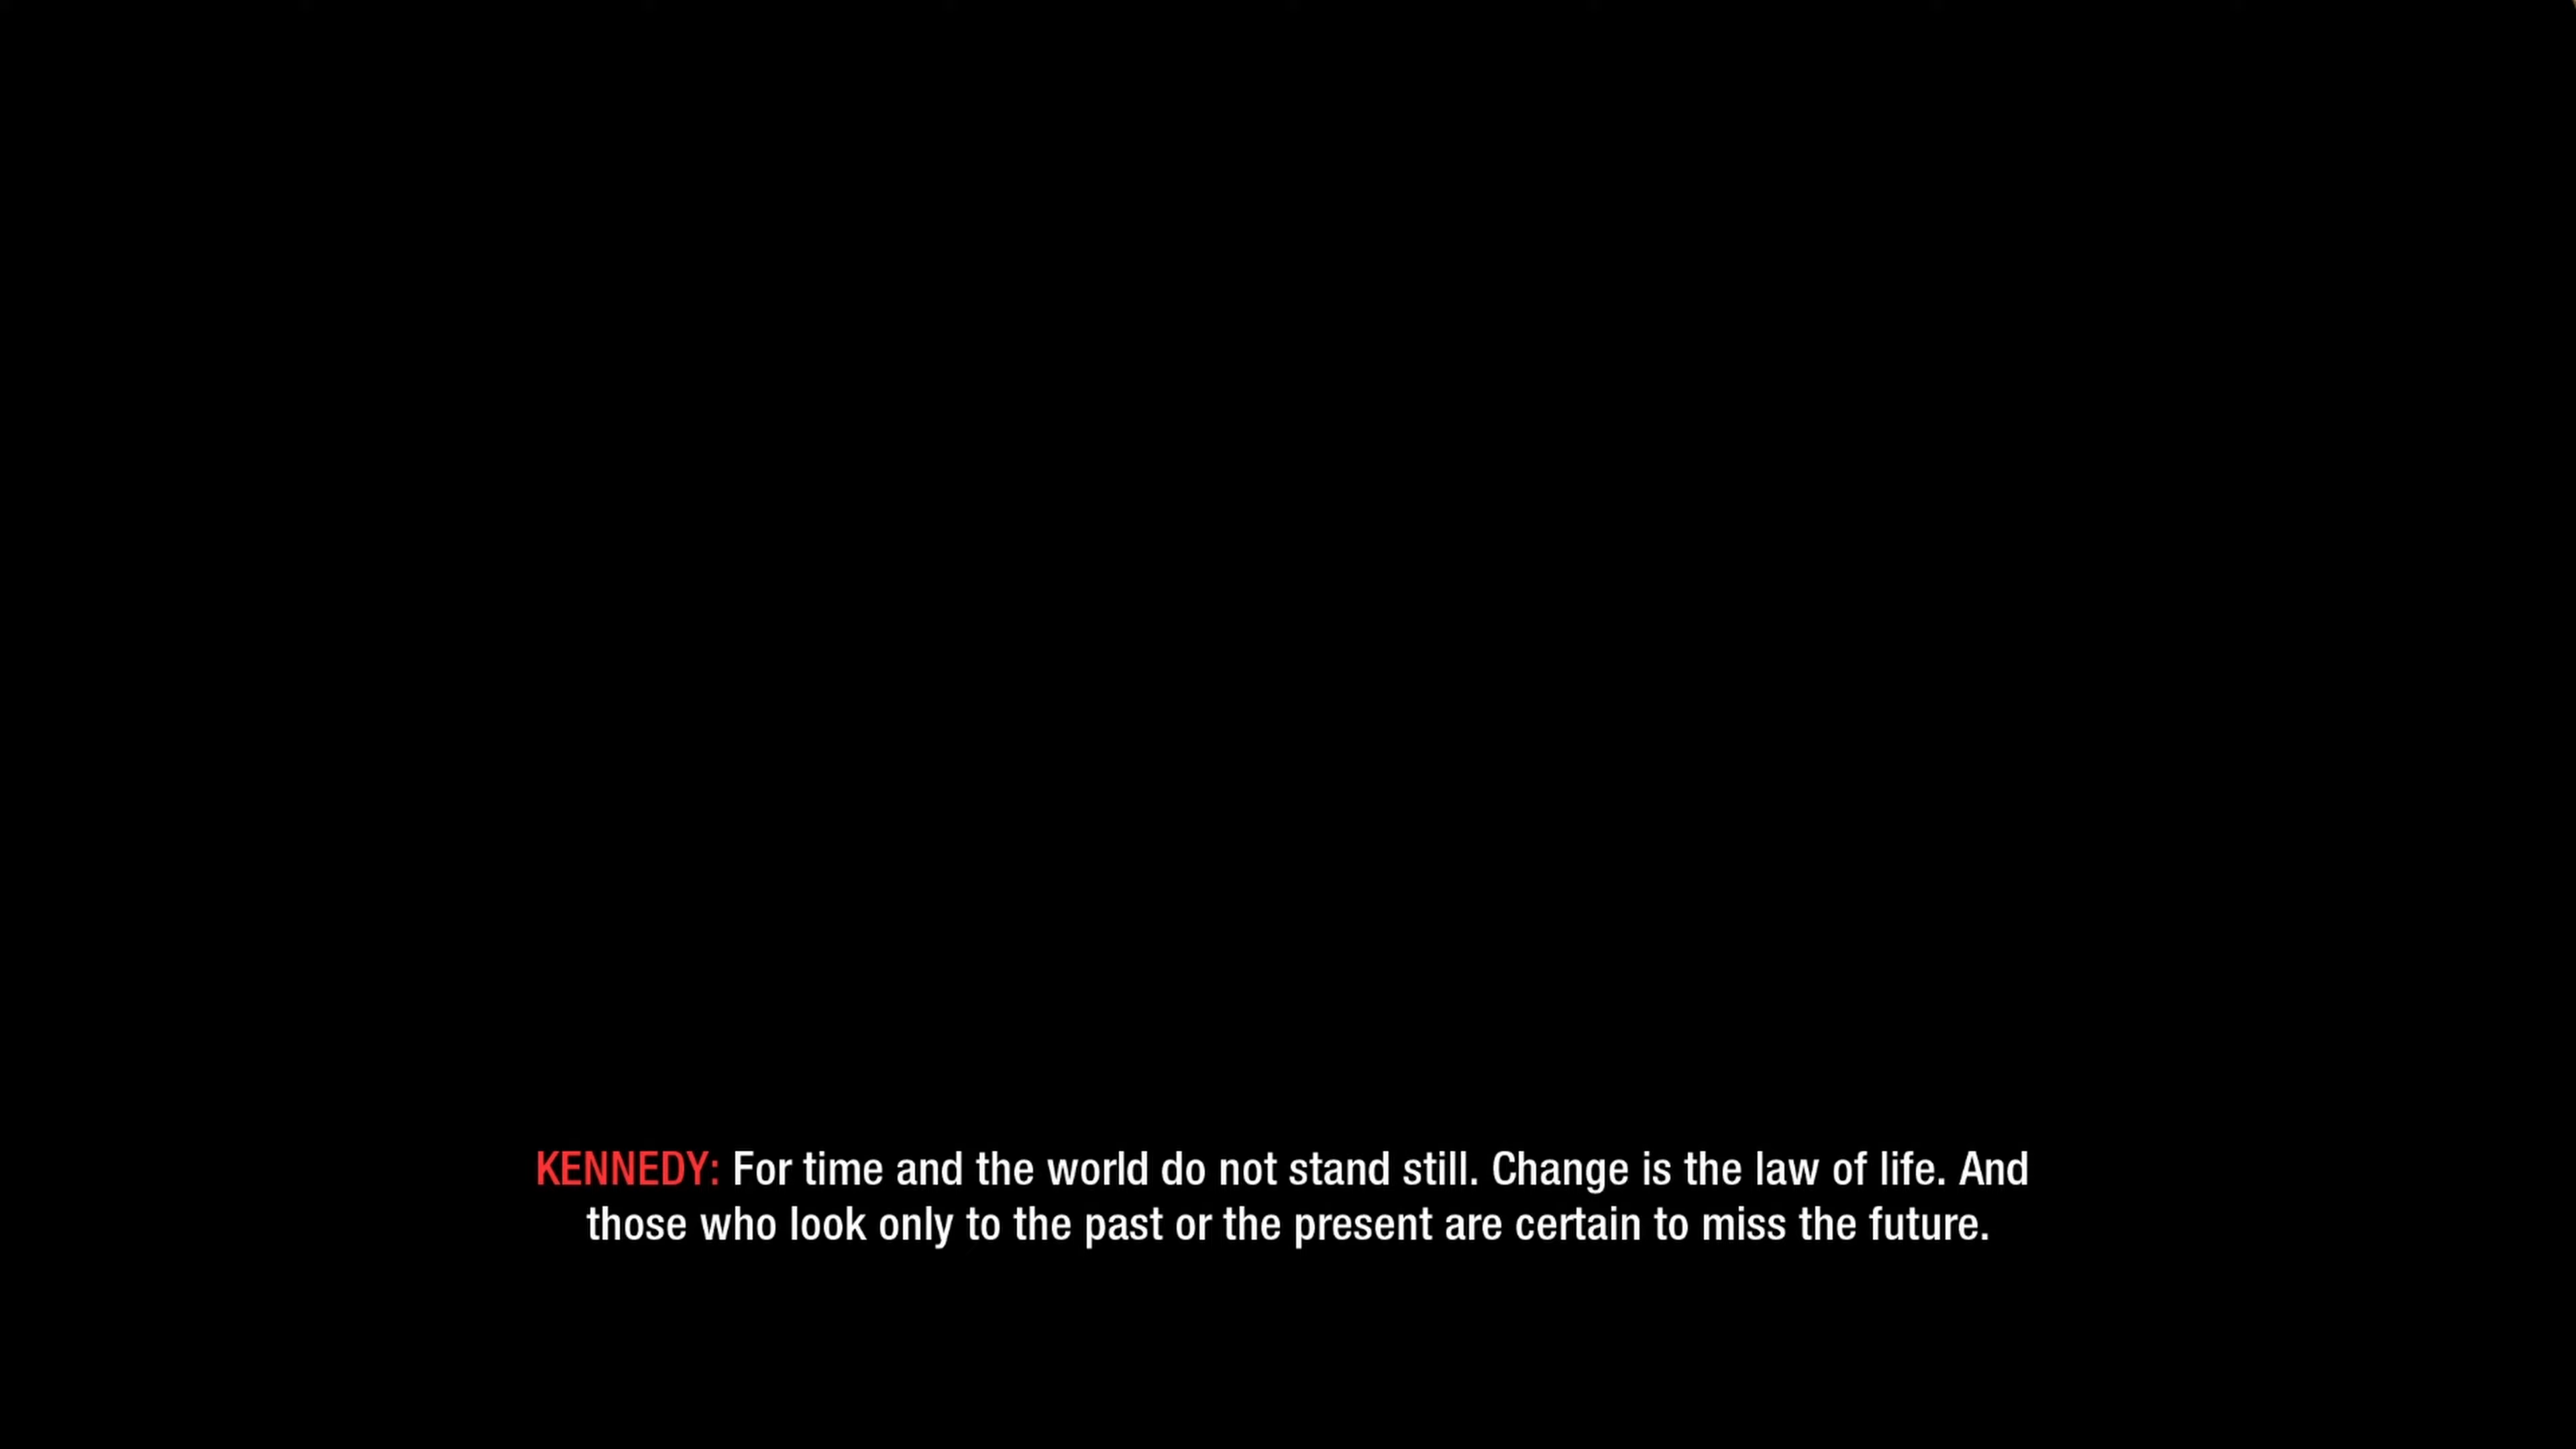 KENNEDY: For time and the world do not stand still. Change is the law of life. And
those who look only to the past or the present are certain to miss the future.